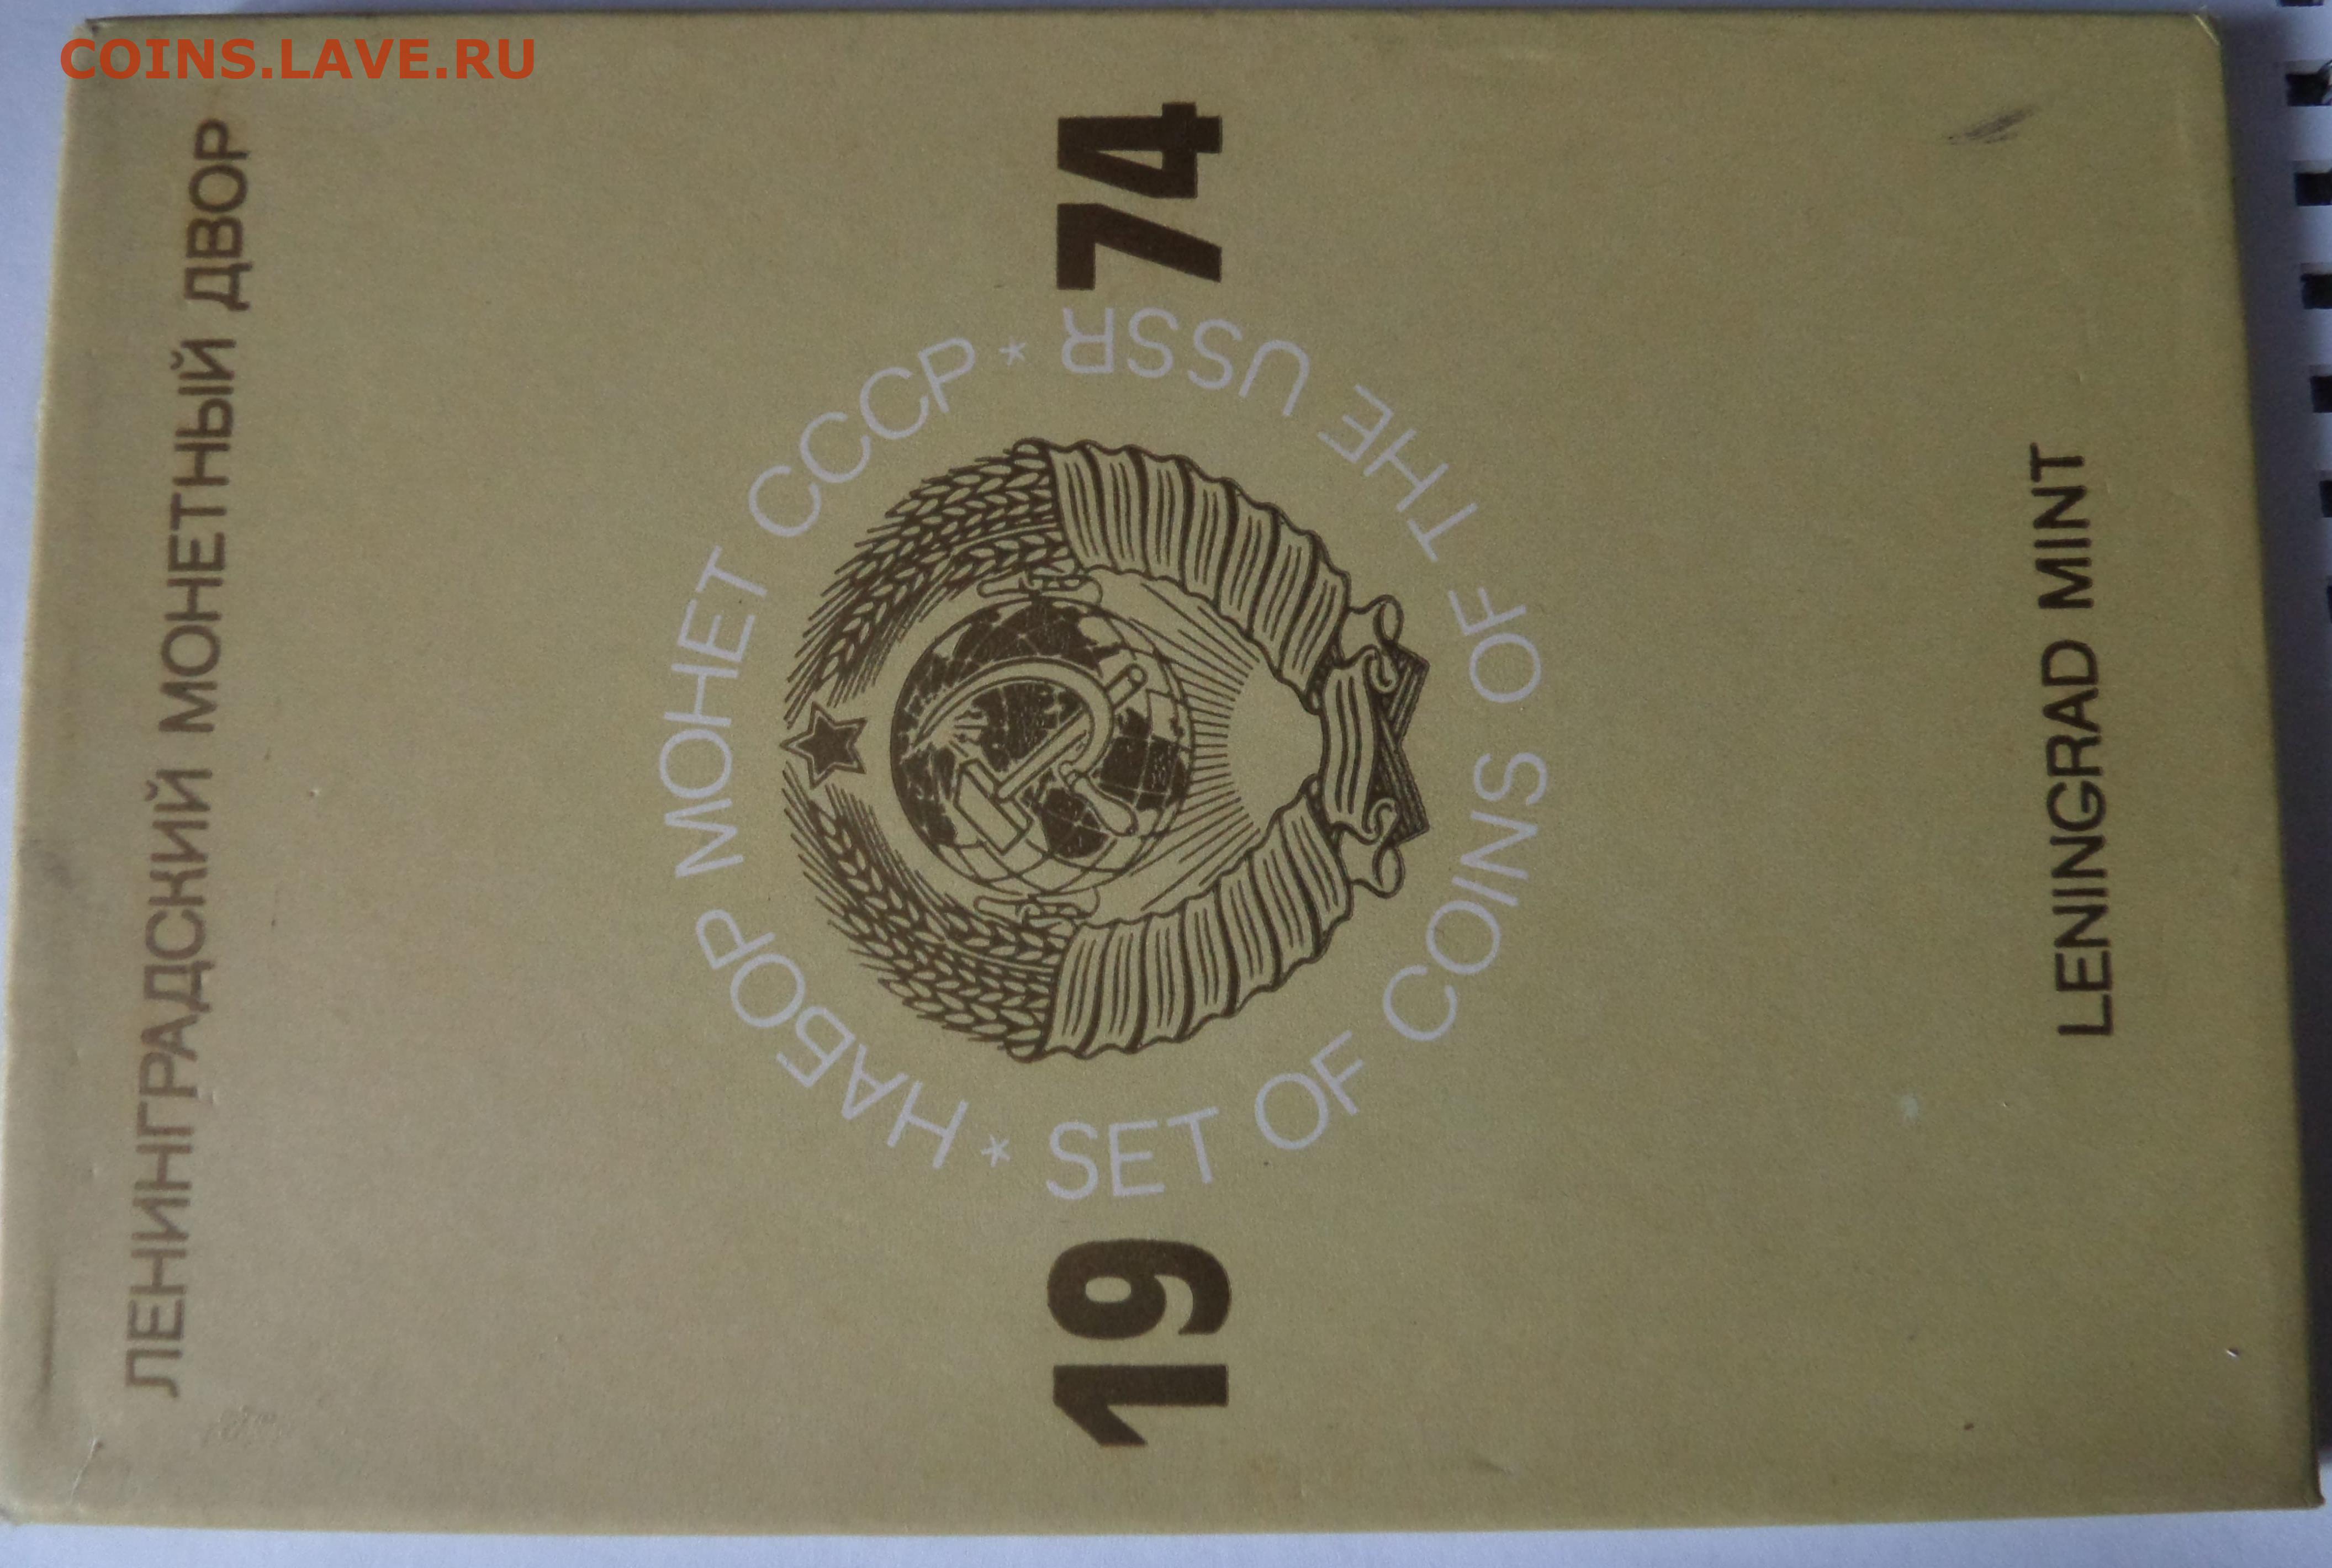 COINS.LAVE.RU
ЛЕНИНГРАДСКИЙ МОНЕТНЫЙ ДВОР
НАБОР МОНЕТ СССР *
19 74
* SET OF COINS OF THE USSR
LENINGRAD MINT